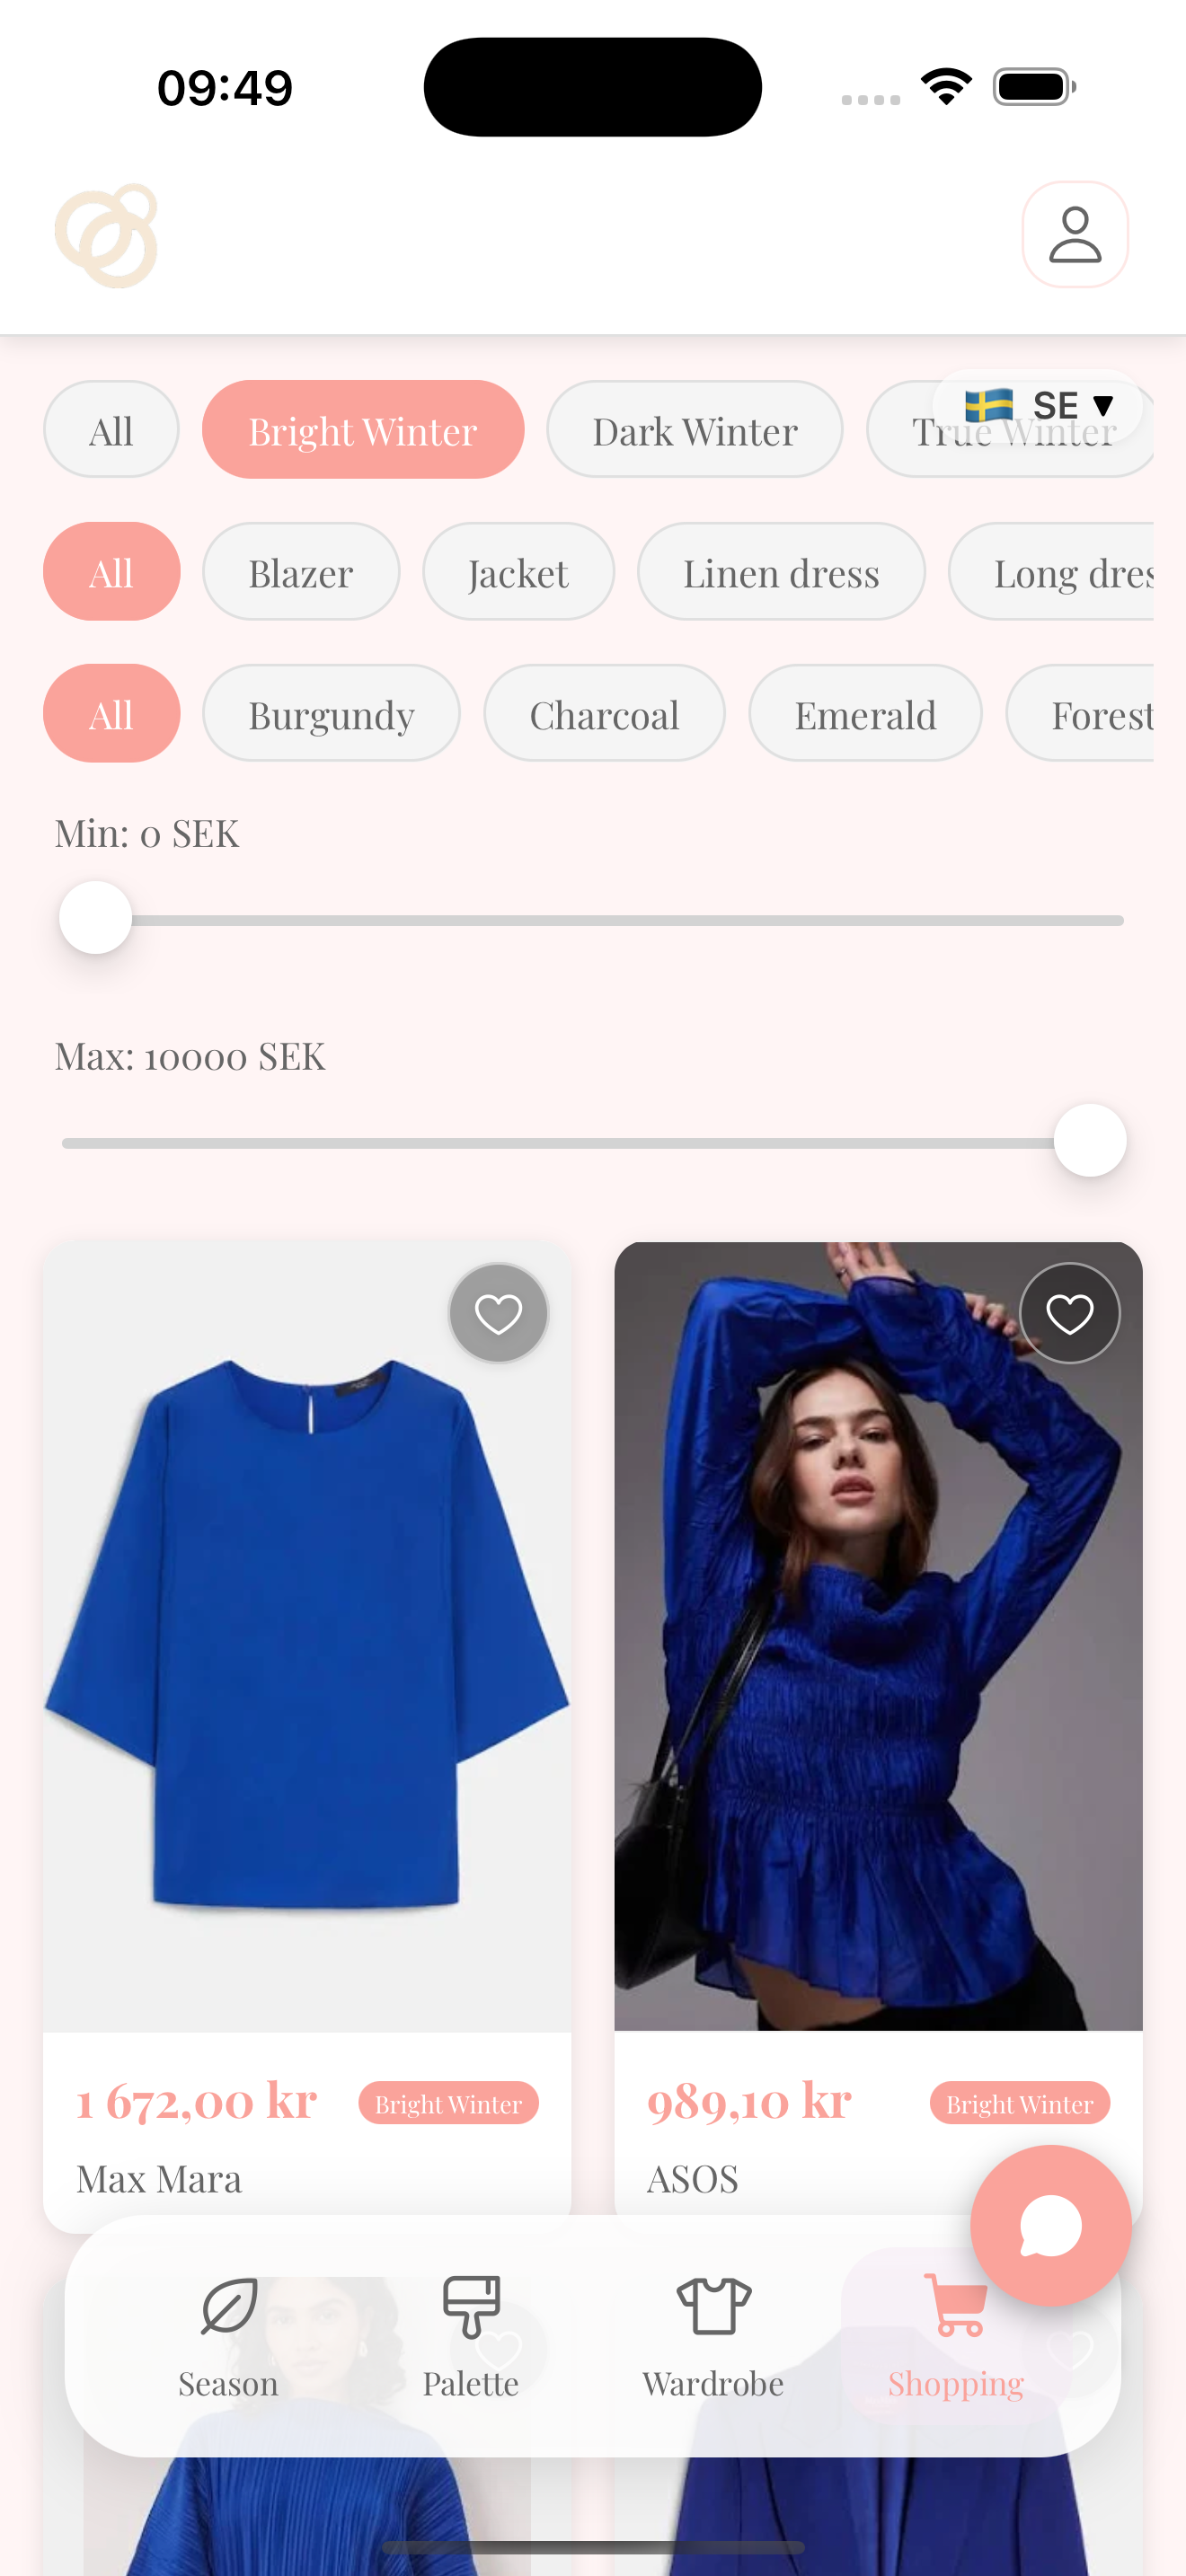 09:49
SE ▼
All Bright Winter Dark Winter True Winter
All Blazer Jacket Linen dress Long dres
All Burgundy Charcoal Emerald Forest
Min: 0 SEK
Max: 10000 SEK
1 672,00 kr Bright Winter
Max Mara
989,10 kr Bright Winter
ASOS
Season Palette Wardrobe Shopping